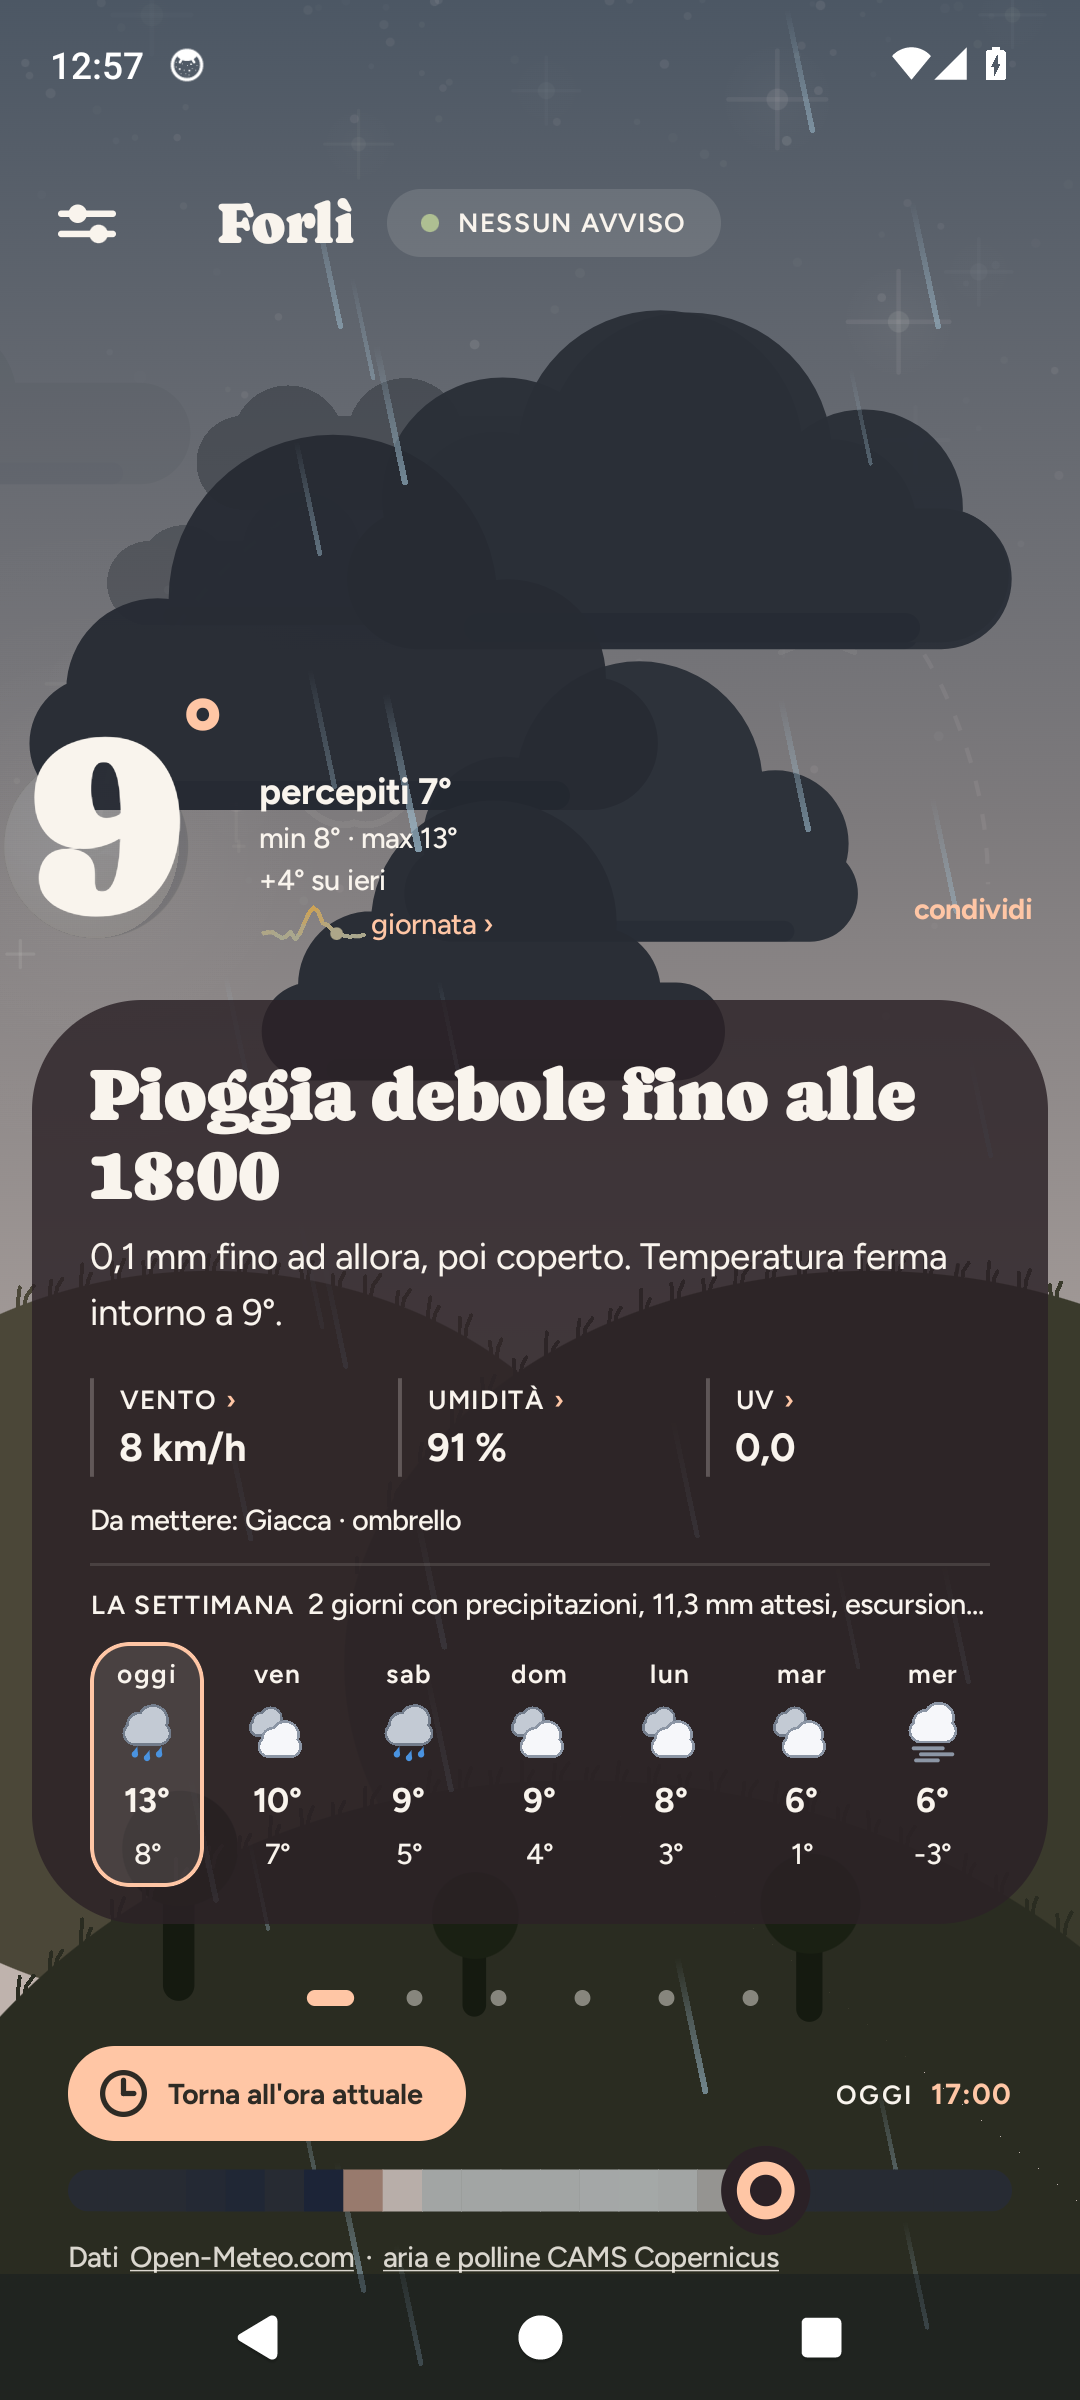 12:57
Forlì
NESSUN AVVISO
9
percepiti 7°
min 8° · max 13°
+4° su ieri
giornata ›
condividi
Pioggia debole fino alle
18:00
0,1 mm fino ad allora, poi coperto. Temperatura ferma
intorno a 9°.
VENTO › UMIDITÀ › UV ›
8 km/h 91 % 0,0
Da mettere: Giacca · ombrello
LA SETTIMANA 2 giorni con precipitazioni, 11,3 mm attesi, escursion...
oggi ven sab dom lun mar mer
13° 10° 9° 9° 8° 6° 6°
8° 7° 5° 4° 3° 1° -3°
Torna all'ora attuale
OGGI 17:00
Dati Open-Meteo.com · aria e polline CAMS Copernicus